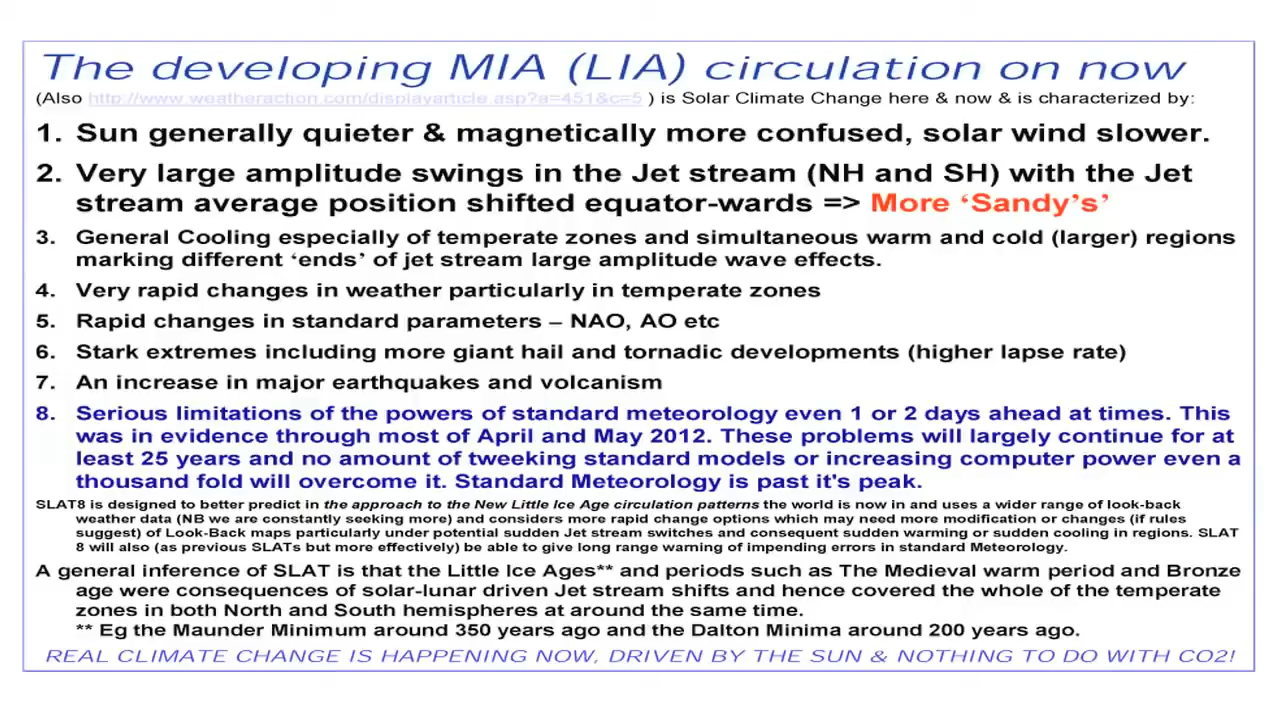 The developing MIA (LIA) circulation on now
(Also http://www.weatheraction.com/displayarticle.asp?a=451&c=5 ) is Solar Climate Change here & now & is characterized by:
1. Sun generally quieter & magnetically more confused, solar wind slower.
2. Very large amplitude swings in the Jet stream (NH and SH) with the Jet
stream average position shifted equator-wards => More ‘Sandy’s’
3. General Cooling especially of temperate zones and simultaneous warm and cold (larger) regions
marking different ‘ends’ of jet stream large amplitude wave effects.
4. Very rapid changes in weather particularly in temperate zones
5. Rapid changes in standard parameters – NAO, AO etc
6. Stark extremes including more giant hail and tornadic developments (higher lapse rate)
7. An increase in major earthquakes and volcanism
8. Serious limitations of the powers of standard meteorology even 1 or 2 days ahead at times. This
was in evidence through most of April and May 2012. These problems will largely continue for at
least 25 years and no amount of tweeking standard models or increasing computer power even a
thousand fold will overcome it. Standard Meteorology is past it's peak.
SLAT8 is designed to better predict in the approach to the New Little Ice Age circulation patterns the world is now in and uses a wider range of look-back
weather data (NB we are constantly seeking more) and considers more rapid change options which may need more modification or changes (if rules
suggest) of Look-Back maps particularly under potential sudden Jet stream switches and consequent sudden warming or sudden cooling in regions. SLAT
8 will also (as previous SLATs but more effectively) be able to give long range warning of impending errors in standard Meteorology.
A general inference of SLAT is that the Little Ice Ages** and periods such as The Medieval warm period and Bronze
age were consequences of solar-lunar driven Jet stream shifts and hence covered the whole of the temperate
zones in both North and South hemispheres at around the same time.
** Eg the Maunder Minimum around 350 years ago and the Dalton Minima around 200 years ago.
REAL CLIMATE CHANGE IS HAPPENING NOW, DRIVEN BY THE SUN & NOTHING TO DO WITH CO2!